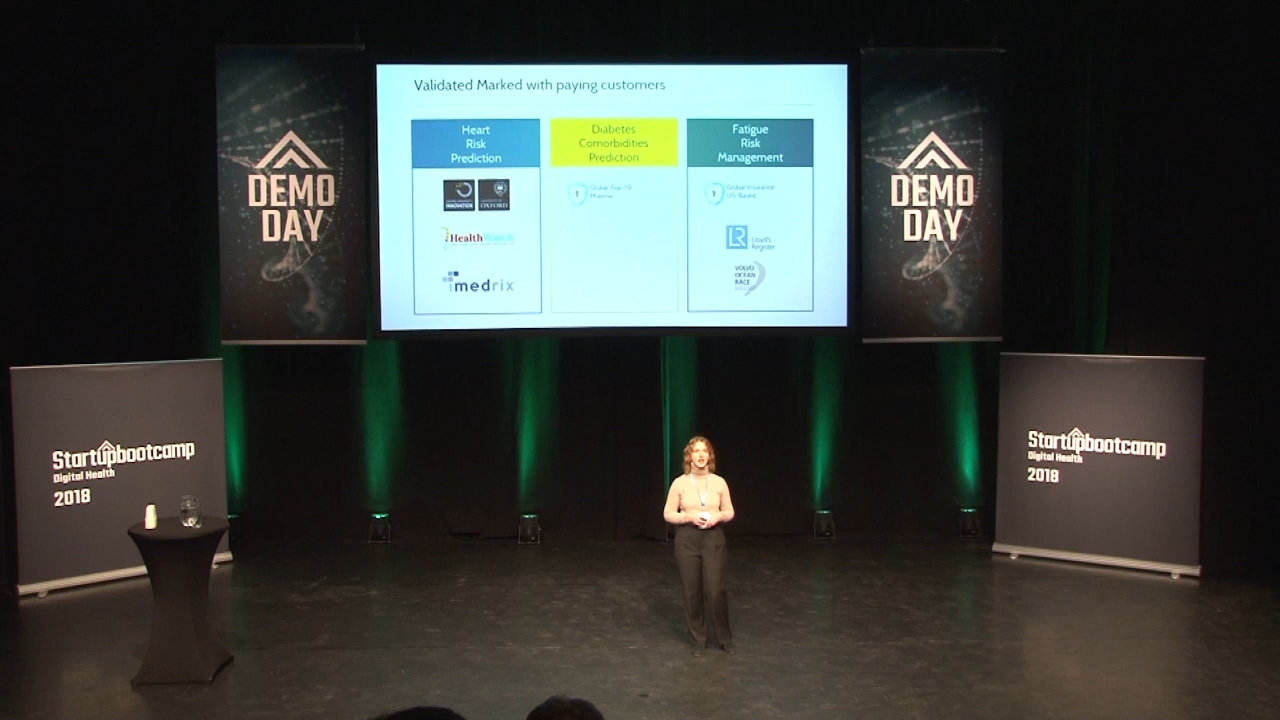 Validated Marked with paying customers
Heart
Risk
Prediction
Diabetes
Comorbidities
Prediction
Fatigue
Risk
Management
INNOVATION
OXFORD
HealthWatch
medrix
Global Top-10
Pharma
Global Insurance
US-Based
LR
Lloyd's
Register
VOLVO
OCEAN
RACE
DEMO
DAY
DEMO
DAY
Startupbootcamp
Digital Health
2018
Startupbootcamp
Digital Health
2018